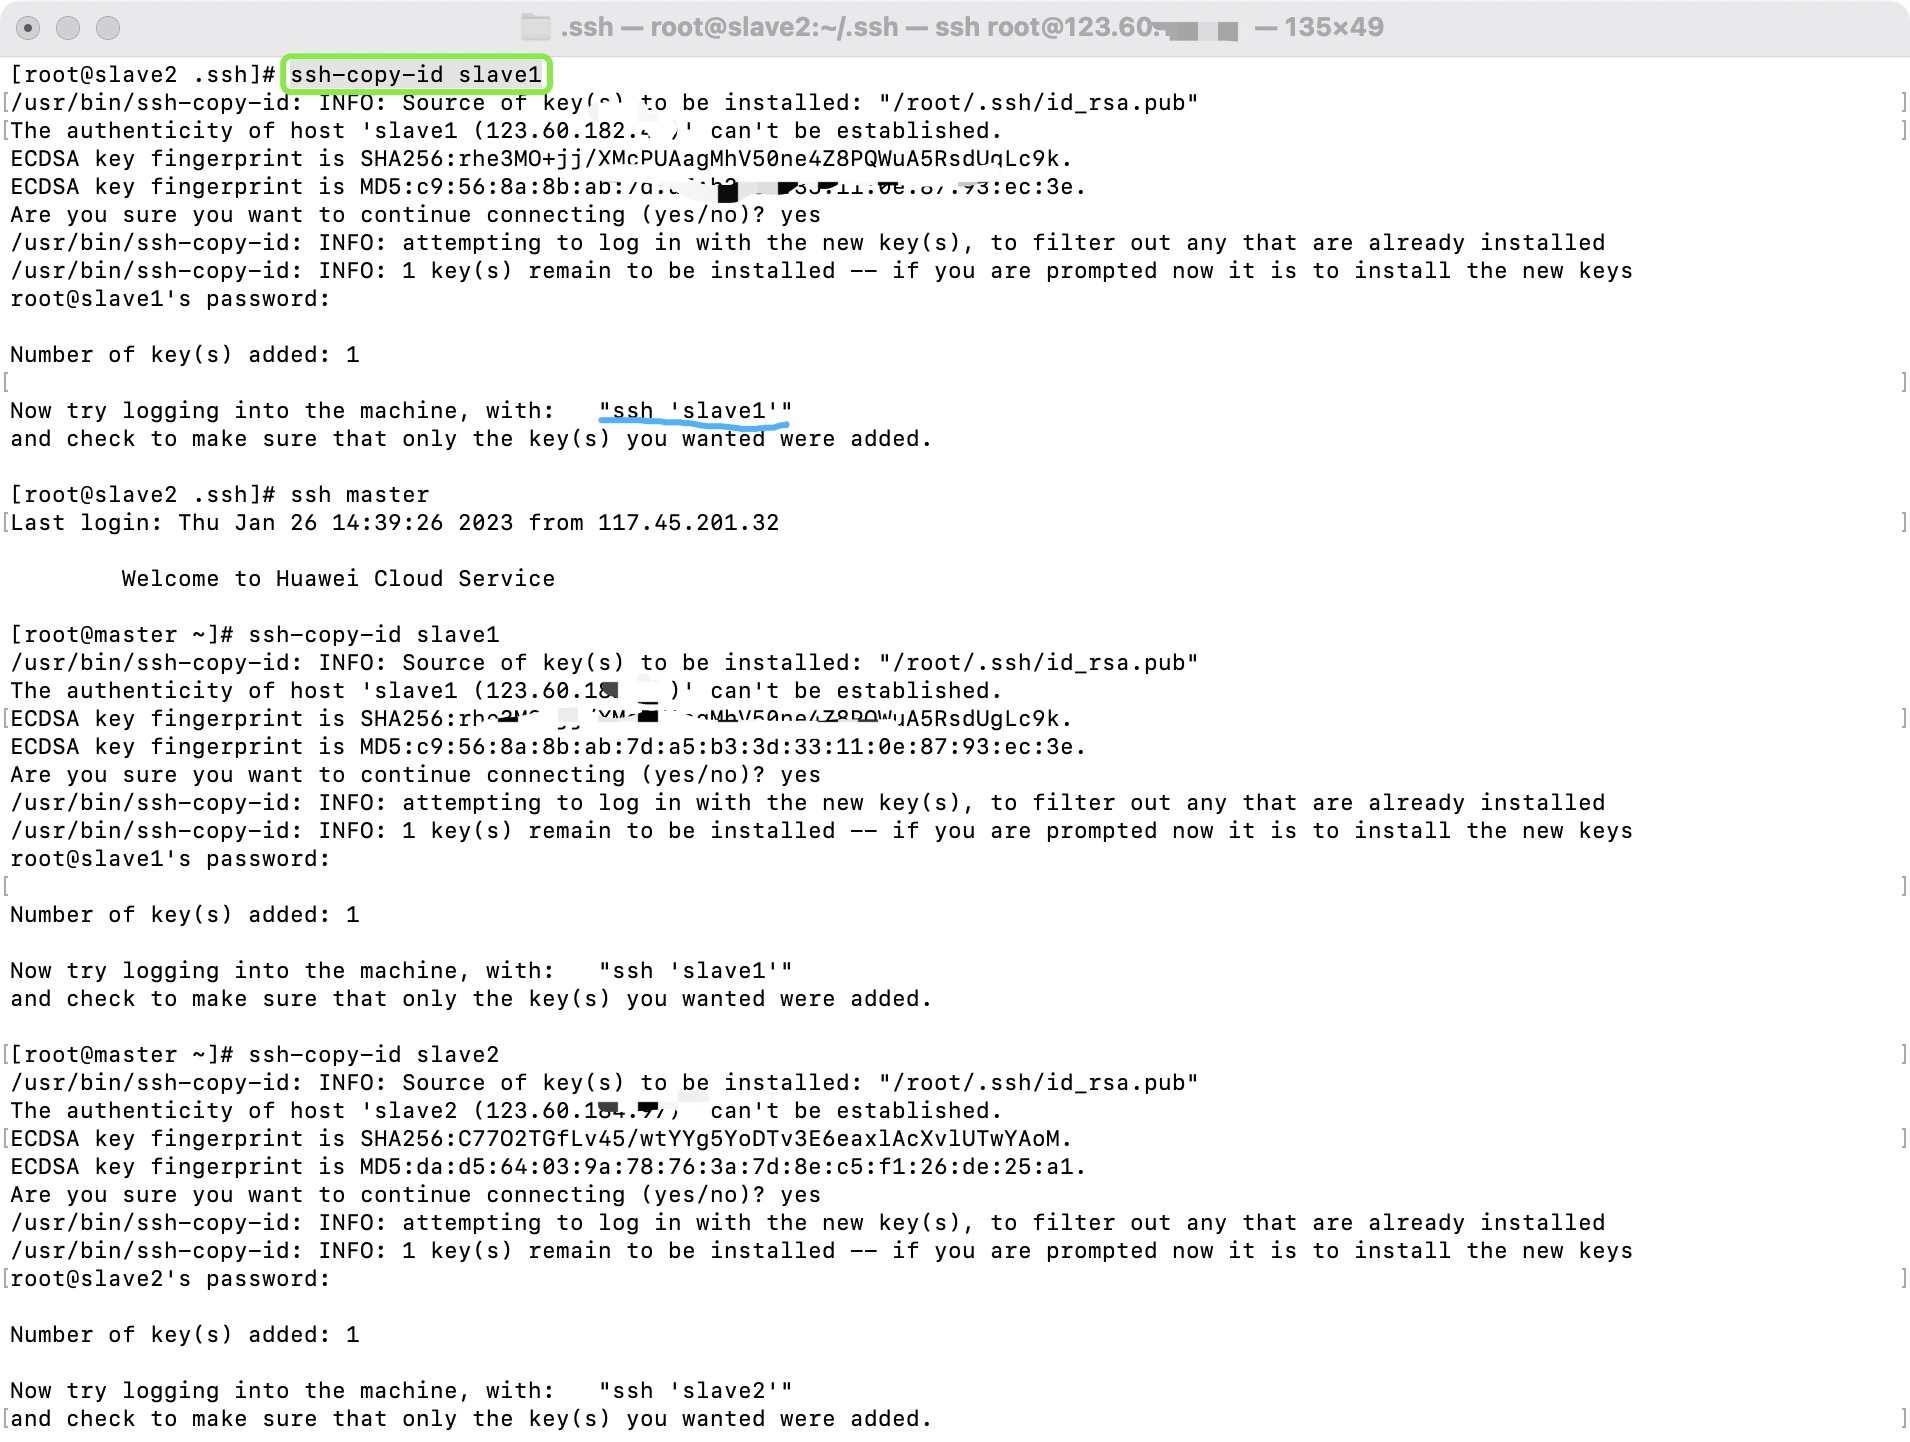 .ssh — root@slave2:~/.ssh — ssh root@123.60. — 135×49
[root@slave2 .ssh]# ssh-copy-id slave1
/usr/bin/ssh-copy-id: INFO: Source of key(s) to be installed: "/root/.ssh/id_rsa.pub"
The authenticity of host 'slave1 (123.60.182. )' can't be established.
ECDSA key fingerprint is SHA256:rhe3MO+jj/XMcPUAagMhV50ne4Z8PQWuA5RsdUgLc9k.
ECDSA key fingerprint is MD5:c9:56:8a:8b:ab: :ec:3e.
Are you sure you want to continue connecting (yes/no)? yes
/usr/bin/ssh-copy-id: INFO: attempting to log in with the new key(s), to filter out any that are already installed
/usr/bin/ssh-copy-id: INFO: 1 key(s) remain to be installed -- if you are prompted now it is to install the new keys
root@slave1's password:
Number of key(s) added: 1
Now try logging into the machine, with:   "ssh 'slave1'"
and check to make sure that only the key(s) you wanted were added.
[root@slave2 .ssh]# ssh master
Last login: Thu Jan 26 14:39:26 2023 from 117.45.201.32
Welcome to Huawei Cloud Service
[root@master ~]# ssh-copy-id slave1
/usr/bin/ssh-copy-id: INFO: Source of key(s) to be installed: "/root/.ssh/id_rsa.pub"
The authenticity of host 'slave1 (123.60.18 )' can't be established.
ECDSA key fingerprint is SHA256: uA5RsdUgLc9k.
ECDSA key fingerprint is MD5:c9:56:8a:8b:ab:7d:a5:b3:3d:33:11:0e:87:93:ec:3e.
Are you sure you want to continue connecting (yes/no)? yes
/usr/bin/ssh-copy-id: INFO: attempting to log in with the new key(s), to filter out any that are already installed
/usr/bin/ssh-copy-id: INFO: 1 key(s) remain to be installed -- if you are prompted now it is to install the new keys
root@slave1's password:
Number of key(s) added: 1
Now try logging into the machine, with:   "ssh 'slave1'"
and check to make sure that only the key(s) you wanted were added.
[root@master ~]# ssh-copy-id slave2
/usr/bin/ssh-copy-id: INFO: Source of key(s) to be installed: "/root/.ssh/id_rsa.pub"
The authenticity of host 'slave2 (123.60. can't be established.
ECDSA key fingerprint is SHA256:C77O2TGfLv45/wtYYg5YoDTv3E6eaxlAcXvlUTwYAoM.
ECDSA key fingerprint is MD5:da:d5:64:03:9a:78:76:3a:7d:8e:c5:f1:26:de:25:a1.
Are you sure you want to continue connecting (yes/no)? yes
/usr/bin/ssh-copy-id: INFO: attempting to log in with the new key(s), to filter out any that are already installed
/usr/bin/ssh-copy-id: INFO: 1 key(s) remain to be installed -- if you are prompted now it is to install the new keys
root@slave2's password:
Number of key(s) added: 1
Now try logging into the machine, with:   "ssh 'slave2'"
and check to make sure that only the key(s) you wanted were added.